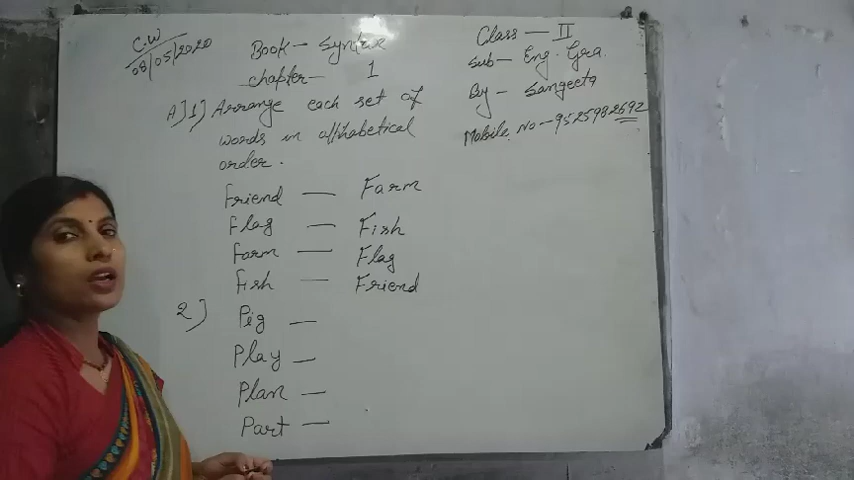 C.W
08/05/2020
Book - Syntax
chapter - 1
Class - II
Sub - Eng. Gra.
By - Sangeeta
Mobile No - 9525982692
A] 1] Arrange each set of
words in alphabetical
order.
Friend — Farm
Flag — Fish
Farm — Flag
Fish — Friend
2] Pig —
Play —
Plan —
Part —